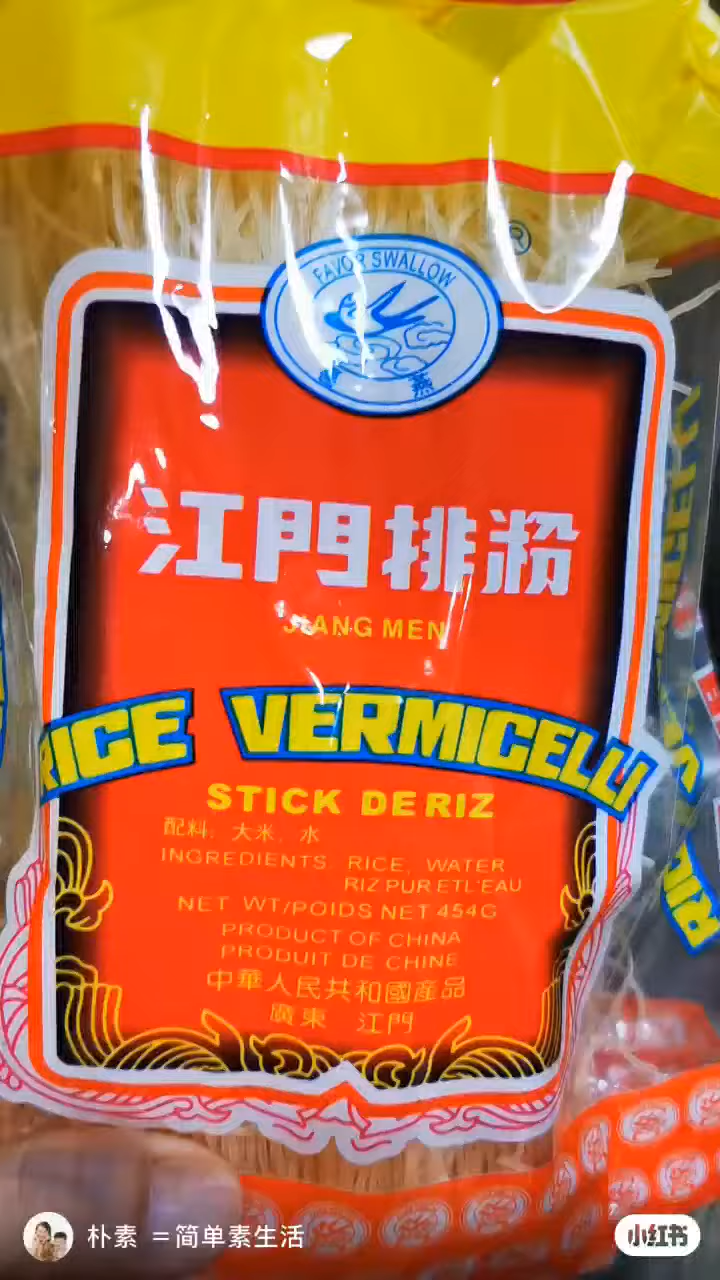 ®
FAVOR SWALLOW
燕
江門排粉
JIANG MEN
RICE VERMICELLI
STICK DE RIZ
配料: 大米、水
INGREDIENTS: RICE, WATER
RIZ PUR ET L'EAU
NET WT/POIDS NET 454G
PRODUCT OF CHINA
PRODUIT DE CHINE
中華人民共和國產品
廣東 江門
朴素 =简单素生活
小红书